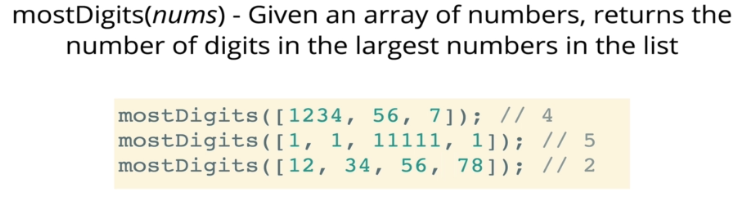 mostDigits(nums) - Given an array of numbers, returns the
number of digits in the largest numbers in the list
mostDigits([1234, 56, 7]); // 4
mostDigits([1, 1, 11111, 1]); // 5
mostDigits([12, 34, 56, 78]); // 2